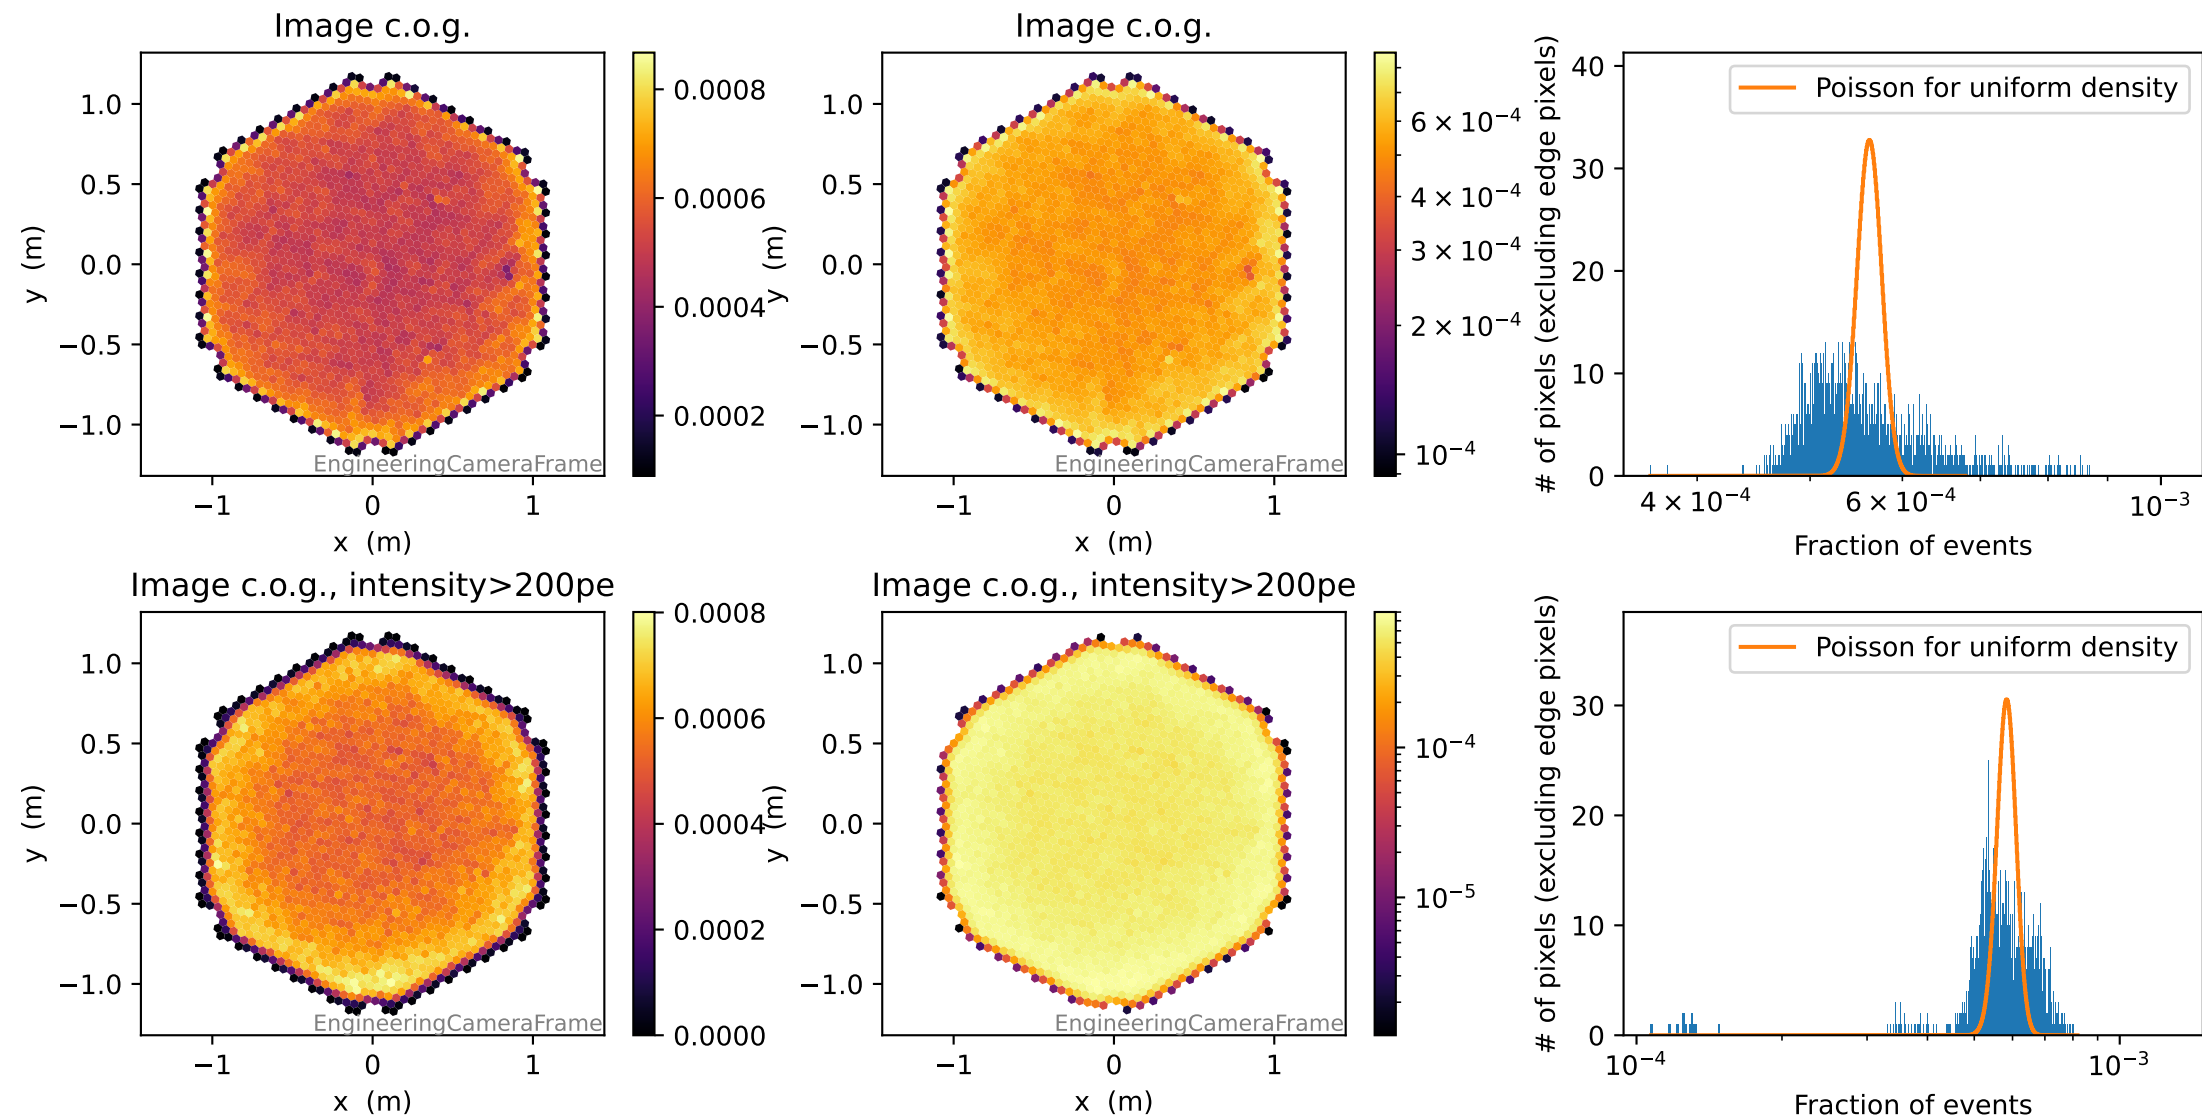 Image c.o.g.
1.0
0.5
0.0
−0.5
−1.0
y (m)
−1
0
1
x (m)
EngineeringCameraFrame
0.0008
0.0006
0.0004
0.0002
Image c.o.g.
1.0
0.5
0.0
−0.5
−1.0
y (m)
−1
0
1
x (m)
EngineeringCameraFrame
6 × 10⁻⁴
4 × 10⁻⁴
3 × 10⁻⁴
2 × 10⁻⁴
10⁻⁴
# of pixels (excluding edge pixels)
40
30
20
10
0
Poisson for uniform density
4 × 10⁻⁴
6 × 10⁻⁴
10⁻³
Fraction of events
Image c.o.g., intensity>200pe
1.0
0.5
0.0
−0.5
−1.0
y (m)
−1
0
1
x (m)
EngineeringCameraFrame
0.0008
0.0006
0.0004
0.0002
0.0000
Image c.o.g., intensity>200pe
1.0
0.5
0.0
−0.5
−1.0
y (m)
−1
0
1
x (m)
EngineeringCameraFrame
10⁻⁴
10⁻⁵
# of pixels (excluding edge pixels)
30
20
10
0
Poisson for uniform density
10⁻⁴
10⁻³
Fraction of events